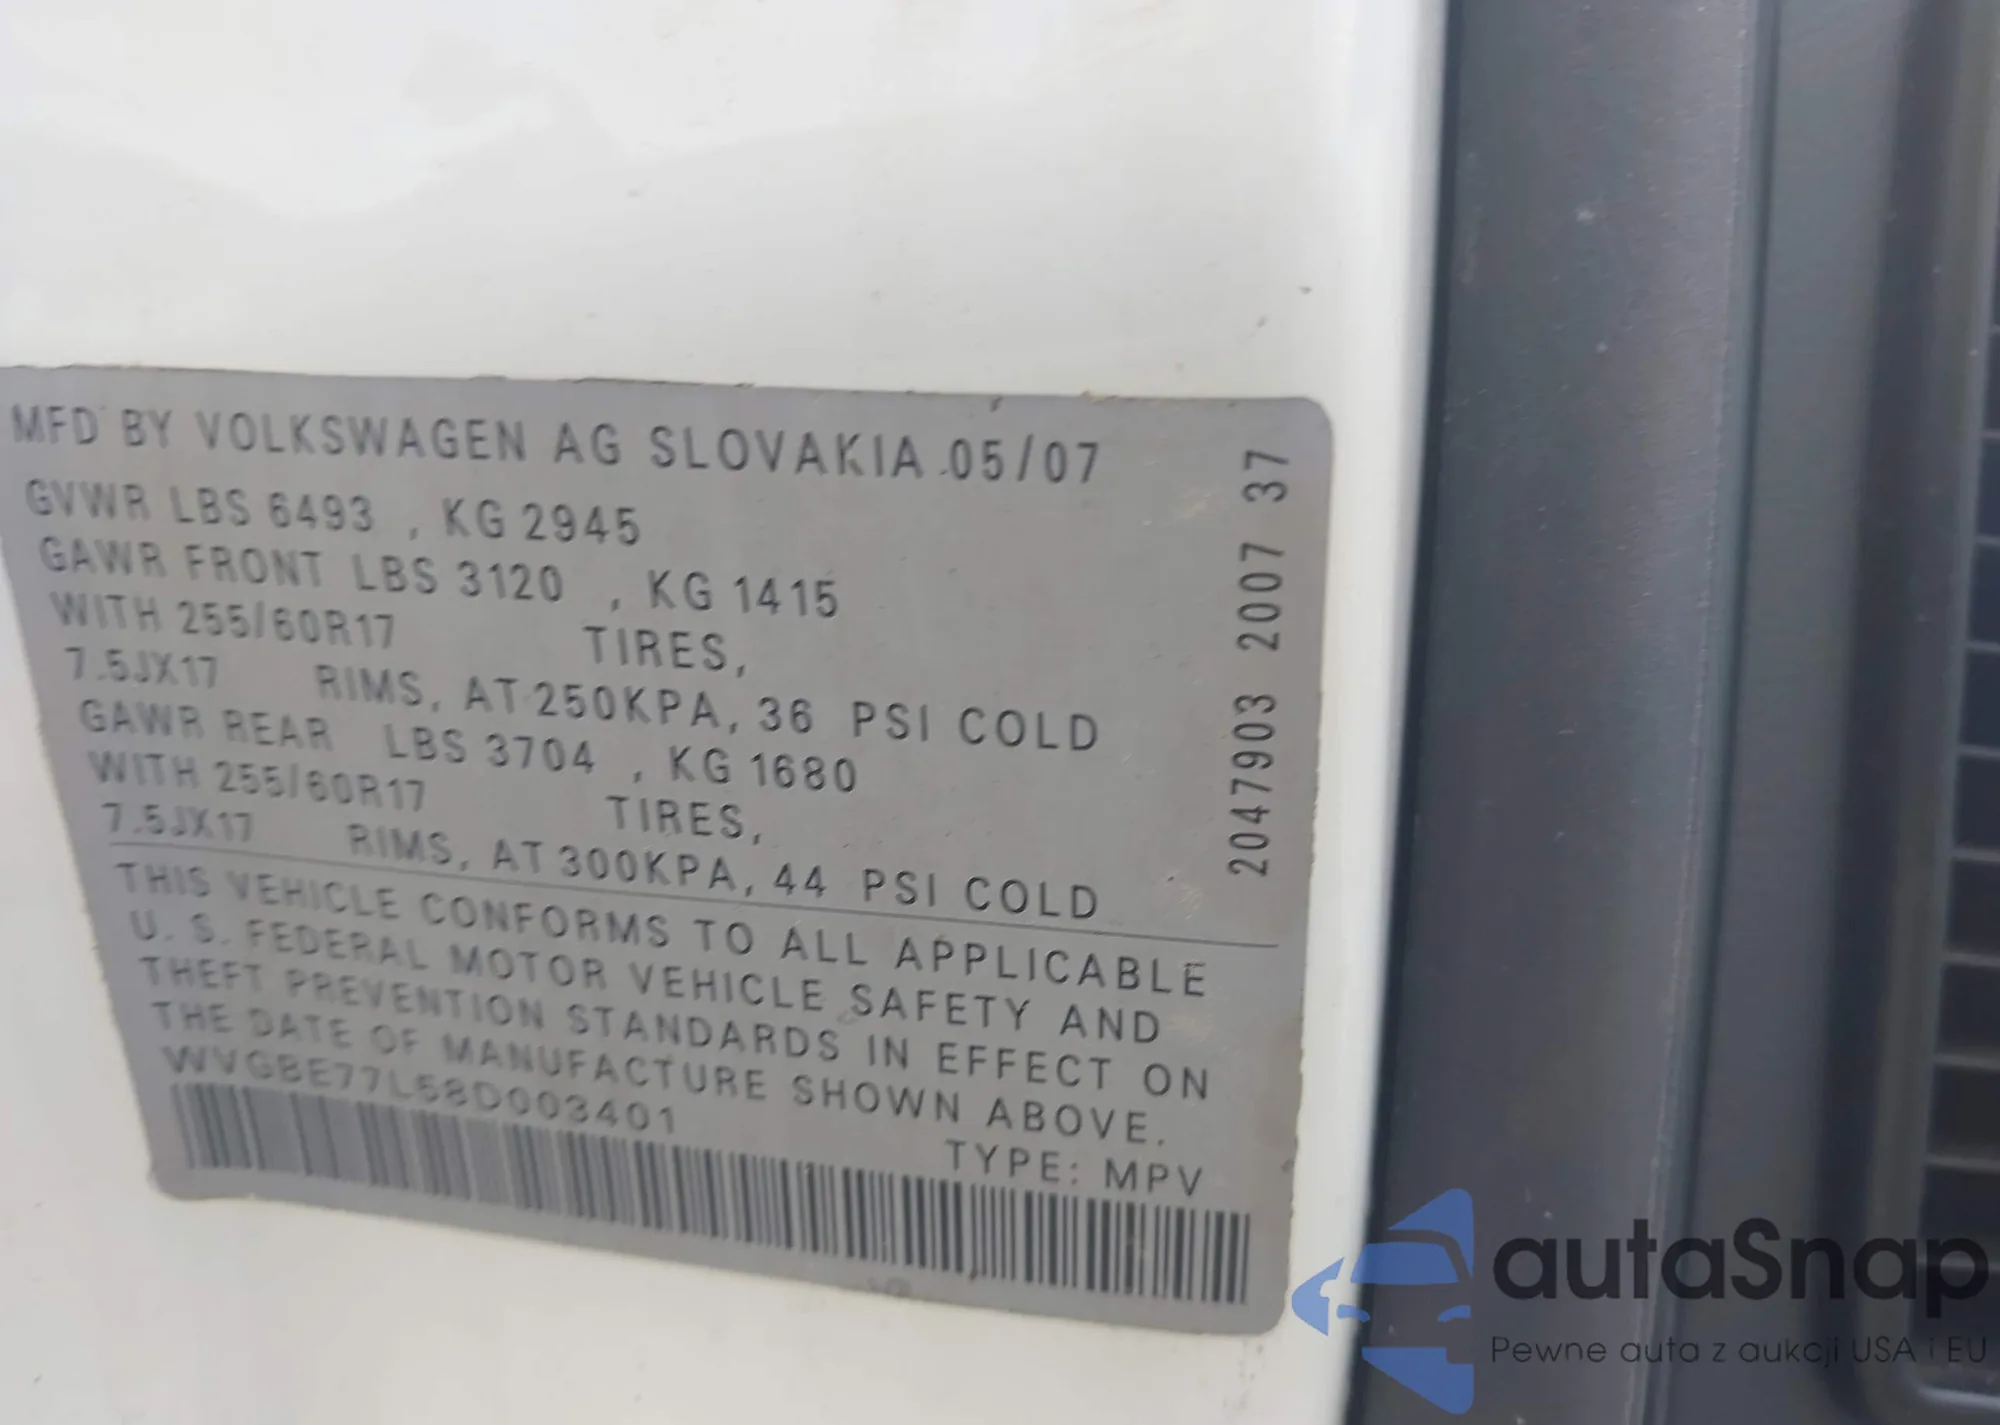 MFD BY VOLKSWAGEN AG SLOVAKIA 05/07
GVWR LBS 6493 , KG 2945
GAWR FRONT LBS 3120 , KG 1415
WITH 255/60R17 TIRES,
7.5JX17 RIMS, AT 250KPA, 36 PSI COLD
GAWR REAR LBS 3704 , KG 1680
WITH 255/60R17 TIRES,
7.5JX17 RIMS, AT 300KPA, 44 PSI COLD
THIS VEHICLE CONFORMS TO ALL APPLICABLE
U.S. FEDERAL MOTOR VEHICLE SAFETY AND
THEFT PREVENTION STANDARDS IN EFFECT ON
THE DATE OF MANUFACTURE SHOWN ABOVE.
WVGBE77L58D003401
TYPE: MPV
2047903 2007 37
autaSnap
Pewne auta z aukcji USA i EU